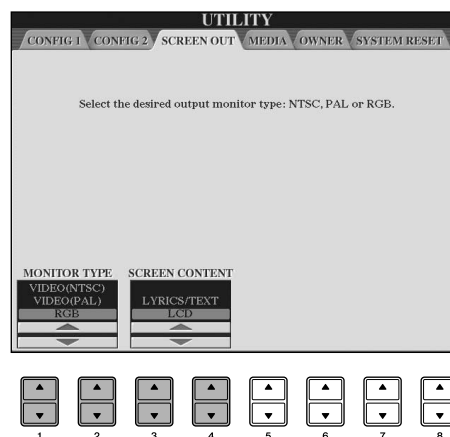 UTILITY
CONFIG 1 CONFIG 2 SCREEN OUT MEDIA OWNER SYSTEM RESET
Select the desired output monitor type: NTSC, PAL or RGB.
MONITOR TYPE SCREEN CONTENT
VIDEO(NTSC)
VIDEO(PAL) LYRICS/TEXT
RGB LCD
1 2 3 4 5 6 7 8